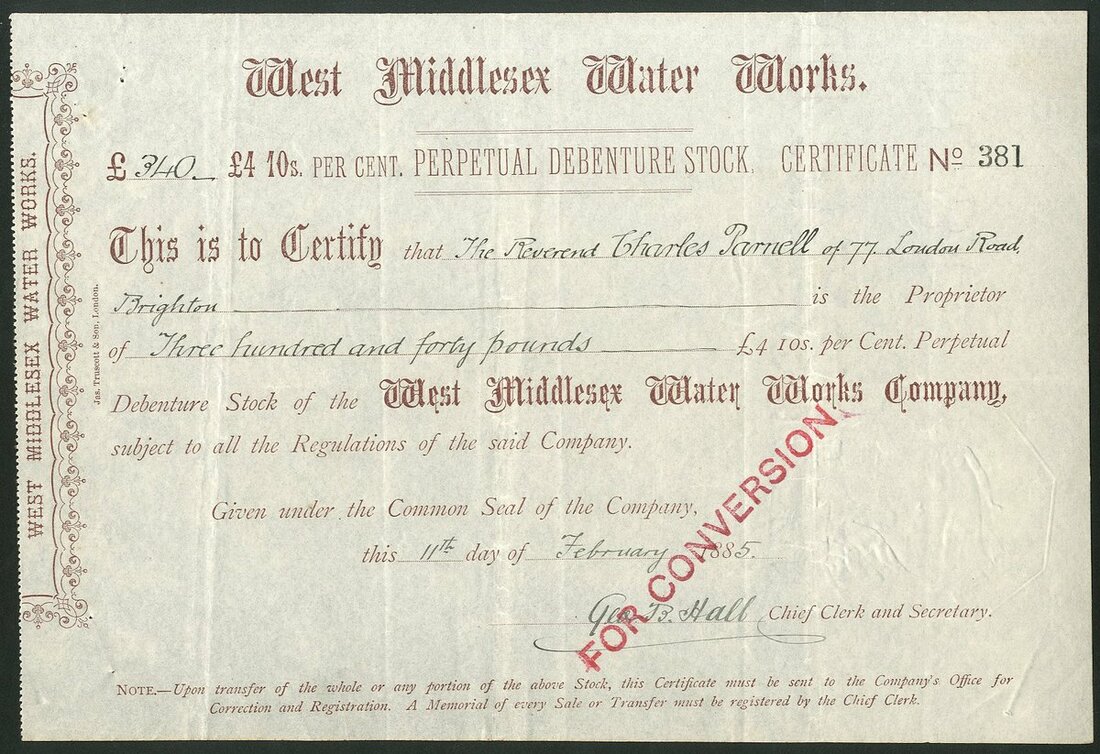 West Middlesex Water Works.
£ 340 £4 10s. PER CENT. PERPETUAL DEBENTURE STOCK, CERTIFICATE No 381
This is to Certify that The Reverend Charles Parnell of 77. London Road,
Brighton is the Proprietor
of Three hundred and forty pounds £4 10s. per Cent. Perpetual
Debenture Stock of the West Middlesex Water Works Company,
subject to all the Regulations of the said Company.
Given under the Common Seal of the Company,
this 11th day of February 1885.
Geo B. Hall Chief Clerk and Secretary.
FOR CONVERSION.
NOTE.—Upon transfer of the whole or any portion of the above Stock, this Certificate must be sent to the Company's Office for
Correction and Registration. A Memorial of every Sale or Transfer must be registered by the Chief Clerk.
WEST MIDDLESEX WATER WORKS.
Jas. Truscott & Son, London.